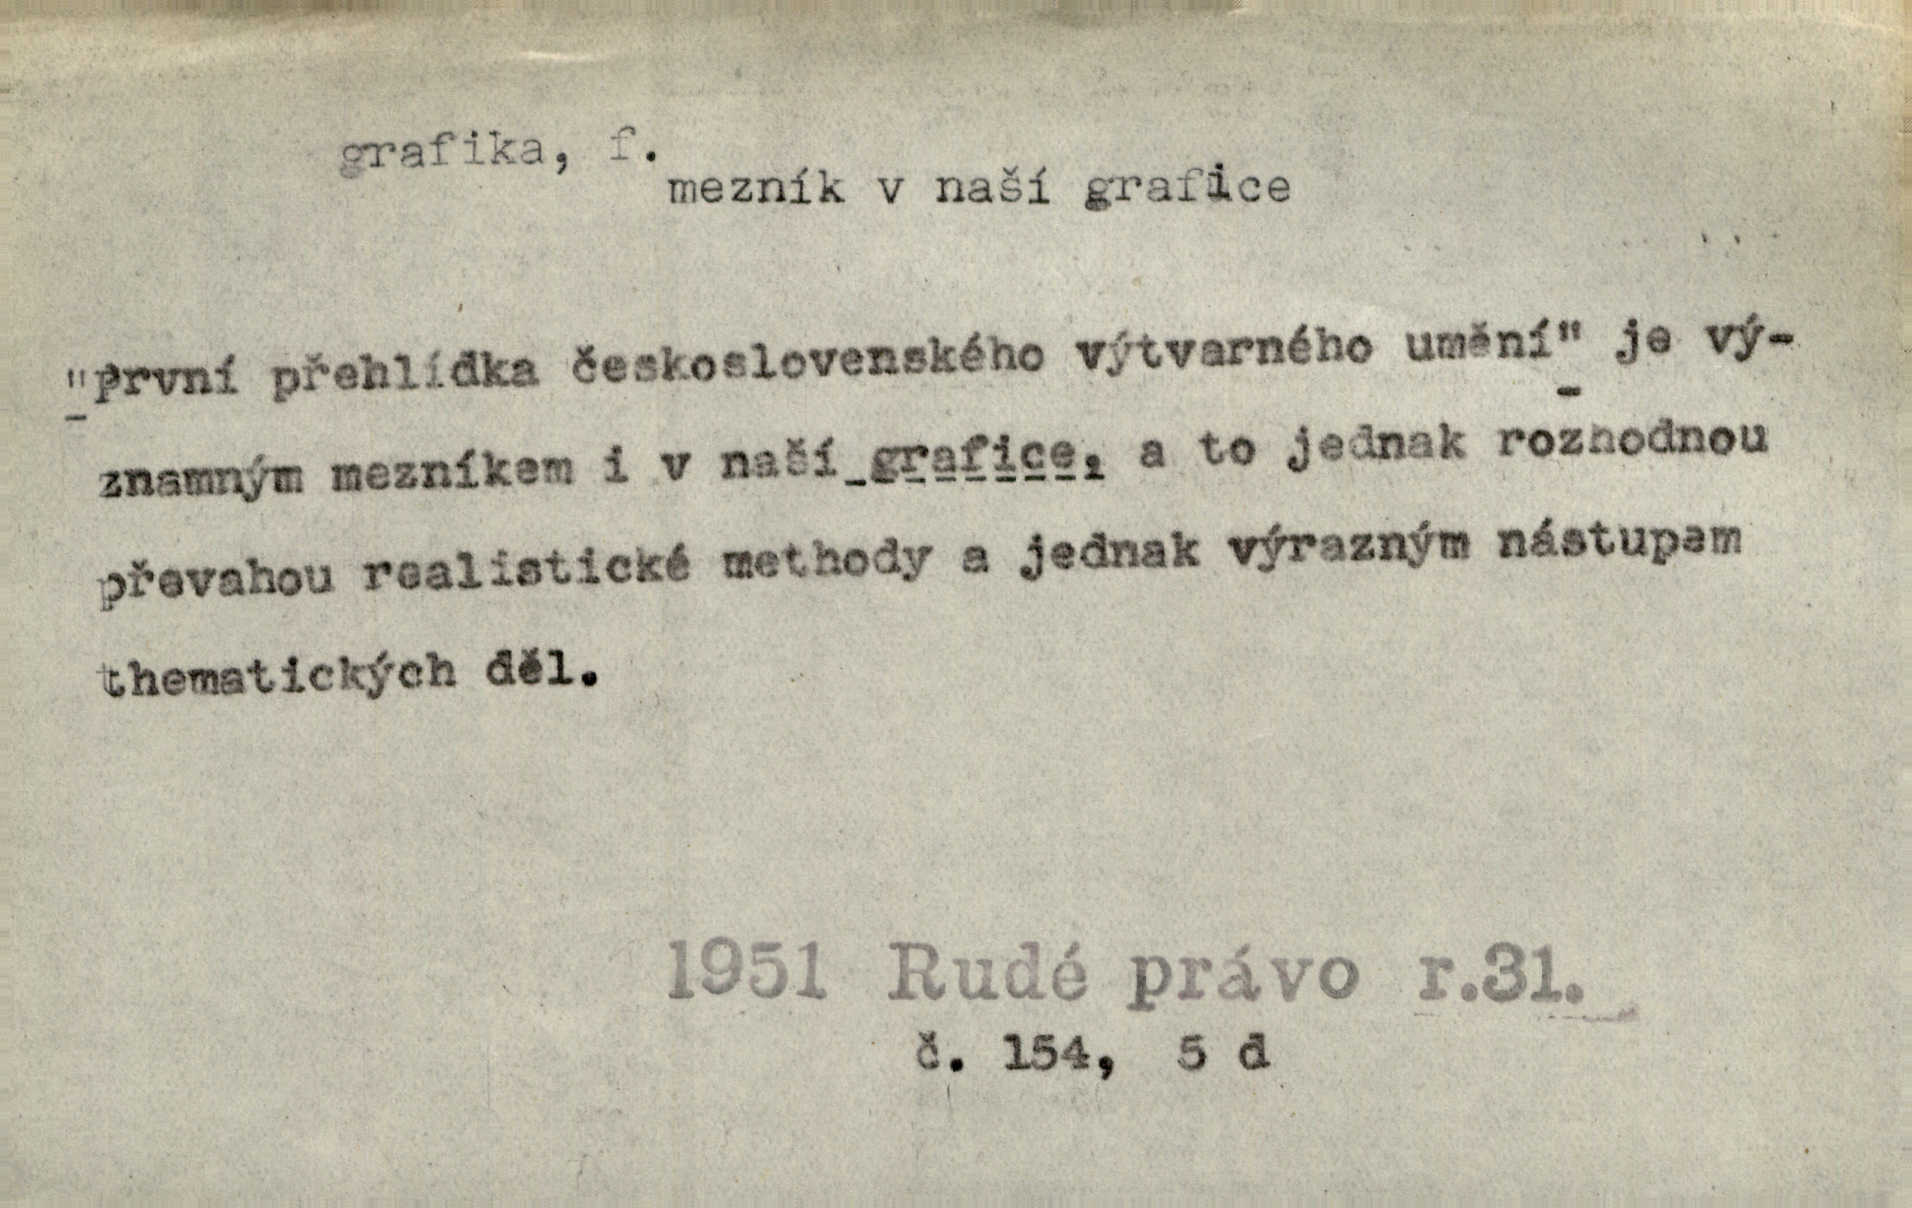 grafika, f.
mezník v naší grafice
"První přehlídka československého výtvarného umění" je vý-
znamným mezníkem i v naší grafice, a to jednak rozhodnou
převahou realistické methody a jednak výrazným nástupem
thematických děl.
1951 Rudé právo r.31.
č. 154, 5 d